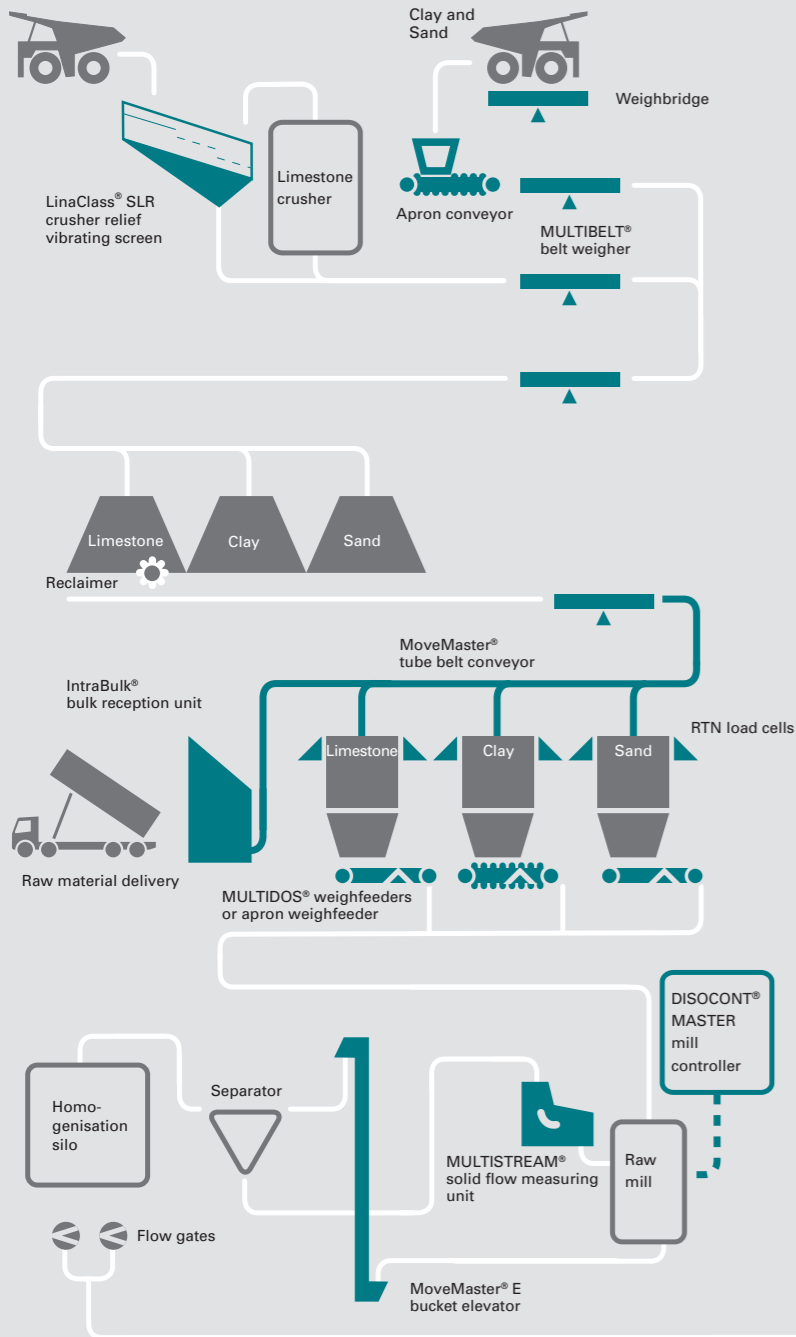 Clay and
Sand
Weighbridge
Limestone
crusher
LinaClass® SLR
crusher relief
vibrating screen
Apron conveyor
MULTIBELT®
belt weigher
Limestone
Clay
Sand
Reclaimer
MoveMaster®
tube belt conveyor
IntraBulk®
bulk reception unit
RTN load cells
Limestone
Clay
Sand
Raw material delivery
MULTIDOS® weighfeeders
or apron weighfeeder
DISOCONT®
MASTER
mill
controller
Separator
Homo-
genisation
silo
MULTISTREAM®
solid flow measuring
unit
Raw
mill
Flow gates
MoveMaster® E
bucket elevator